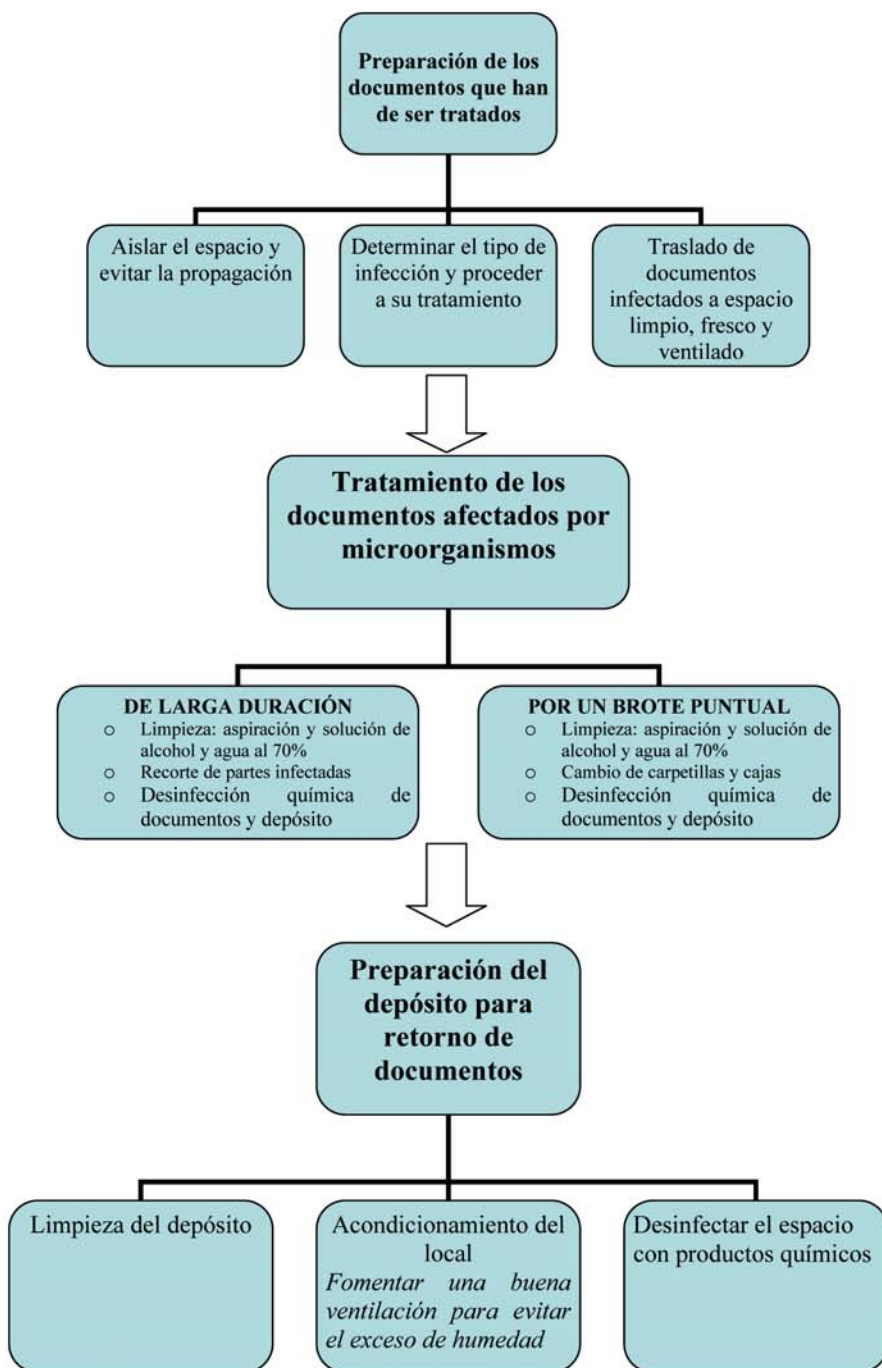 Preparación de los
documentos que han
de ser tratados
Aislar el espacio y
evitar la propagación
Determinar el tipo de
infección y proceder
a su tratamiento
Traslado de
documentos
infectados a espacio
limpio, fresco y
ventilado
Tratamiento de los
documentos afectados por
microorganismos
DE LARGA DURACIÓN
o Limpieza: aspiración y solución de
alcohol y agua al 70%
o Recorte de partes infectadas
o Desinfección química de
documentos y depósito
POR UN BROTE PUNTUAL
o Limpieza: aspiración y solución de
alcohol y agua al 70%
o Cambio de carpetillas y cajas
o Desinfección química de
documentos y depósito
Preparación del
depósito para
retorno de
documentos
Limpieza del depósito
Acondicionamiento del
local
Fomentar una buena
ventilación para evitar
el exceso de humedad
Desinfectar el espacio
con productos químicos